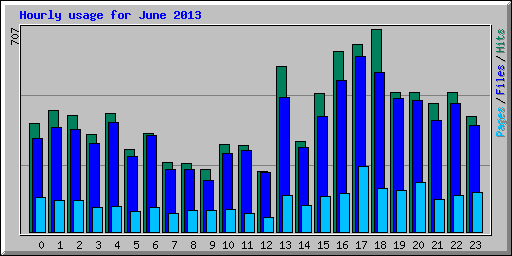 Hourly usage for June 2013
707
Pages / Files / Hits
0 1 2 3 4 5 6 7 8 9 10 11 12 13 14 15 16 17 18 19 20 21 22 23